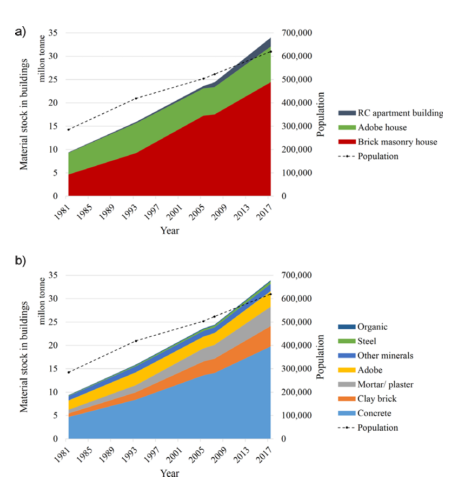 a)
Material stock in buildings
million tonne
35
30
25
20
15
10
5
0
700,000
600,000
500,000
400,000
300,000
200,000
100,000
0
Population
1981
1985
1989
1993
1997
2001
2005
2009
2013
2017
Year
RC apartment building
Adobe house
Brick masonry house
Population
b)
Material stock in buildings
million tonne
35
30
25
20
15
10
5
0
700,000
600,000
500,000
400,000
300,000
200,000
100,000
0
Population
1981
1985
1989
1993
1997
2001
2005
2009
2013
2017
Year
Organic
Steel
Other minerals
Adobe
Mortar/ plaster
Clay brick
Concrete
Population